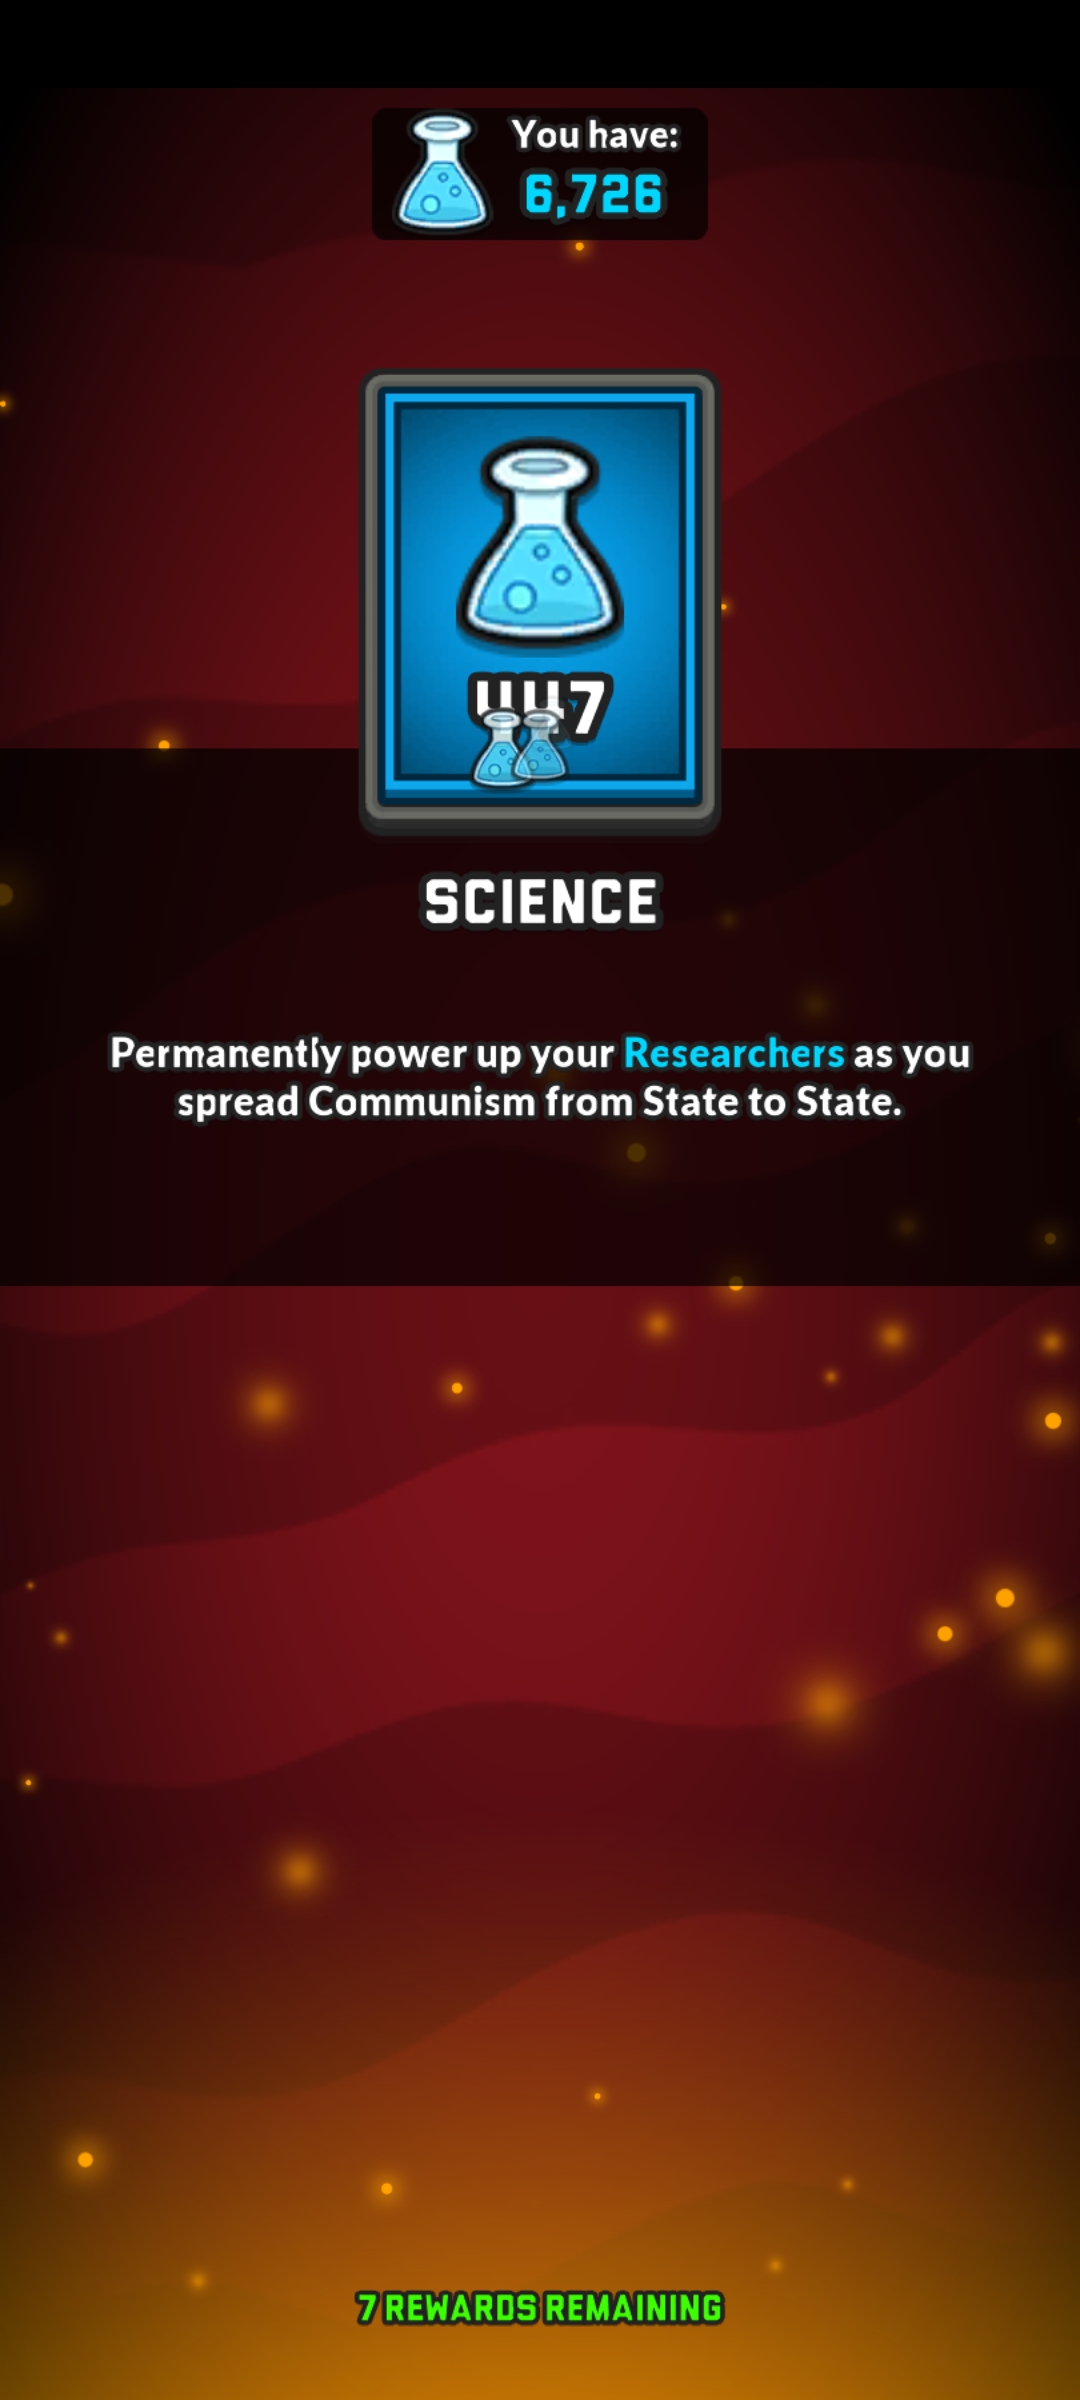 You have:
6,726
447
SCIENCE
Permanently power up your Researchers as you
spread Communism from State to State.
7 REWARDS REMAINING